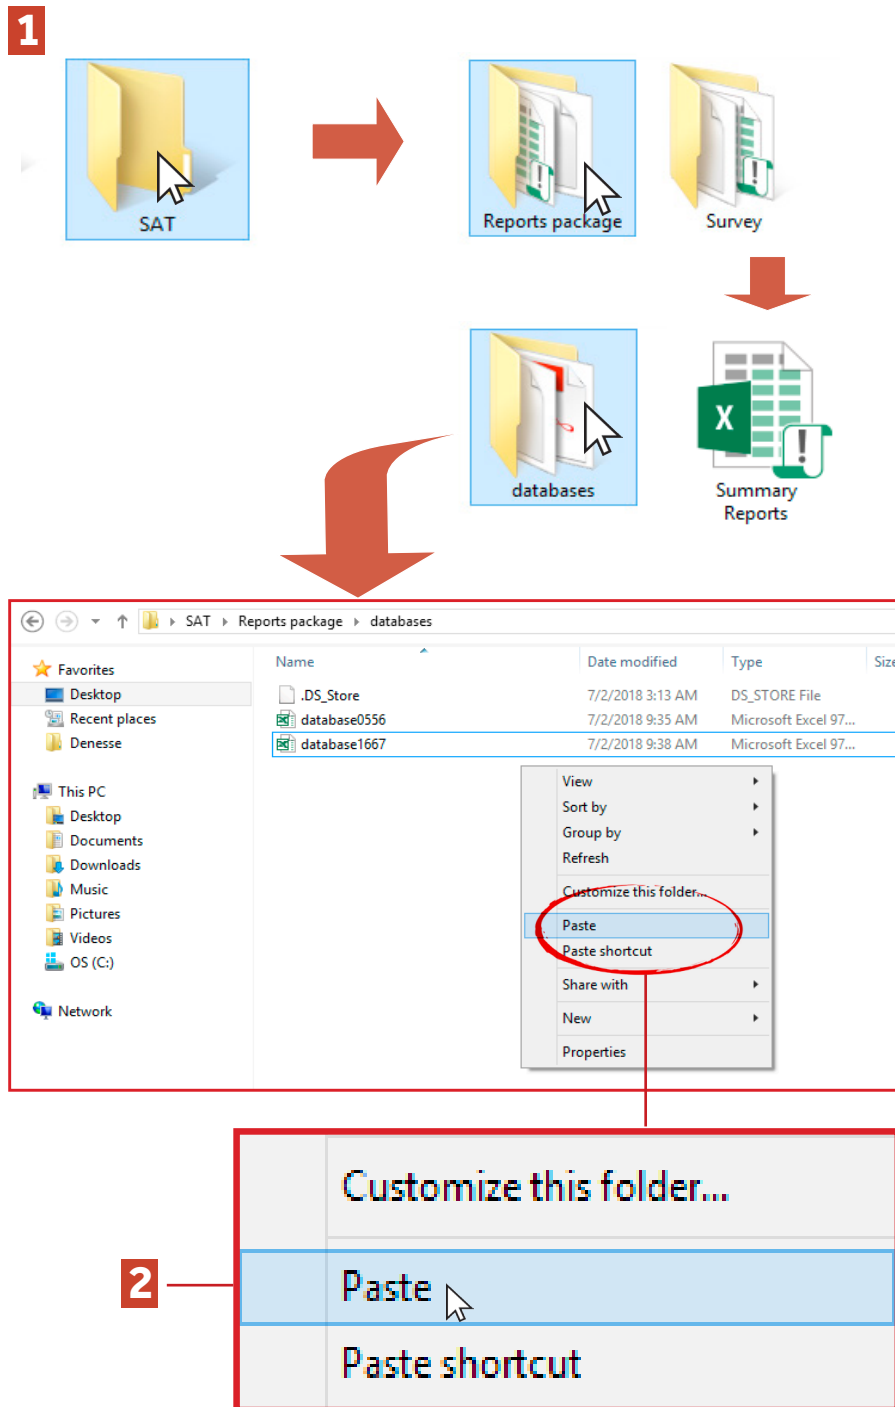 1
SAT
Reports package
Survey
databases
Summary
Reports
SAT Reports package databases
Favorites
Desktop
Recent places
Denesse
This PC
Desktop
Documents
Downloads
Music
Pictures
Videos
OS (C:)
Network
Name Date modified Type Size
.DS_Store 7/2/2018 3:13 AM DS_STORE File
database0556 7/2/2018 9:35 AM Microsoft Excel 97...
database1667 7/2/2018 9:38 AM Microsoft Excel 97...
View
Sort by
Group by
Refresh
Customize this folder...
Paste
Paste shortcut
Share with
New
Properties
2
Customize this folder...
Paste
Paste shortcut